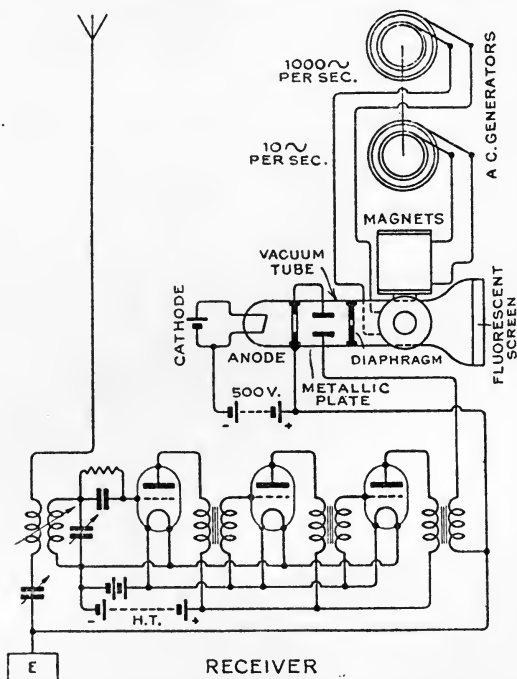 1000~
PER SEC.
10~
PER SEC.
A.C. GENERATORS
MAGNETS
VACUUM
TUBE
CATHODE
ANODE
DIAPHRAGM
FLUORESCENT
SCREEN
METALLIC
PLATE
500V.
- +
- H.T. +
E
RECEIVER